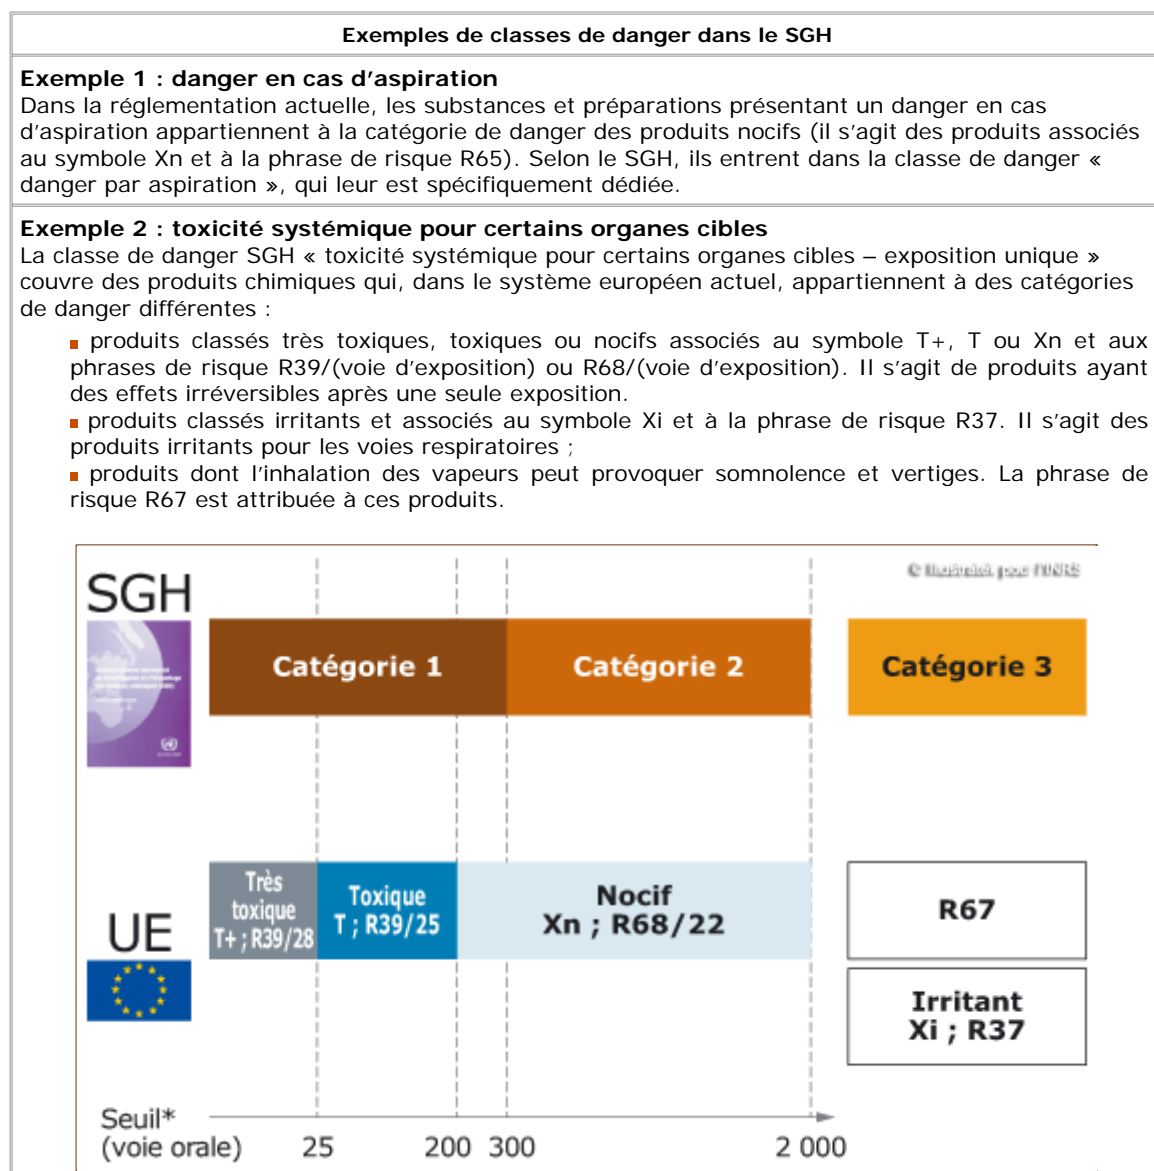 Exemples de classes de danger dans le SGH
Exemple 1 : danger en cas d’aspiration
Dans la réglementation actuelle, les substances et préparations présentant un danger en cas
d’aspiration appartiennent à la catégorie de danger des produits nocifs (il s’agit des produits associés
au symbole Xn et à la phrase de risque R65). Selon le SGH, ils entrent dans la classe de danger «
danger par aspiration », qui leur est spécifiquement dédiée.
Exemple 2 : toxicité systémique pour certains organes cibles
La classe de danger SGH « toxicité systémique pour certains organes cibles – exposition unique »
couvre des produits chimiques qui, dans le système européen actuel, appartiennent à des catégories
de danger différentes :
produits classés très toxiques, toxiques ou nocifs associés au symbole T+, T ou Xn et aux
phrases de risque R39/(voie d’exposition) ou R68/(voie d’exposition). Il s’agit de produits ayant
des effets irréversibles après une seule exposition.
produits classés irritants et associés au symbole Xi et à la phrase de risque R37. Il s’agit des
produits irritants pour les voies respiratoires ;
produits dont l’inhalation des vapeurs peut provoquer somnolence et vertiges. La phrase de
risque R67 est attribuée à ces produits.
© Illustratek pour l'INRS
SGH
Catégorie 1
Catégorie 2
Catégorie 3
UE
Très
toxique
T+ ; R39/28
Toxique
T ; R39/25
Nocif
Xn ; R68/22
R67
Irritant
Xi ; R37
Seuil*
(voie orale)
25
200
300
2 000